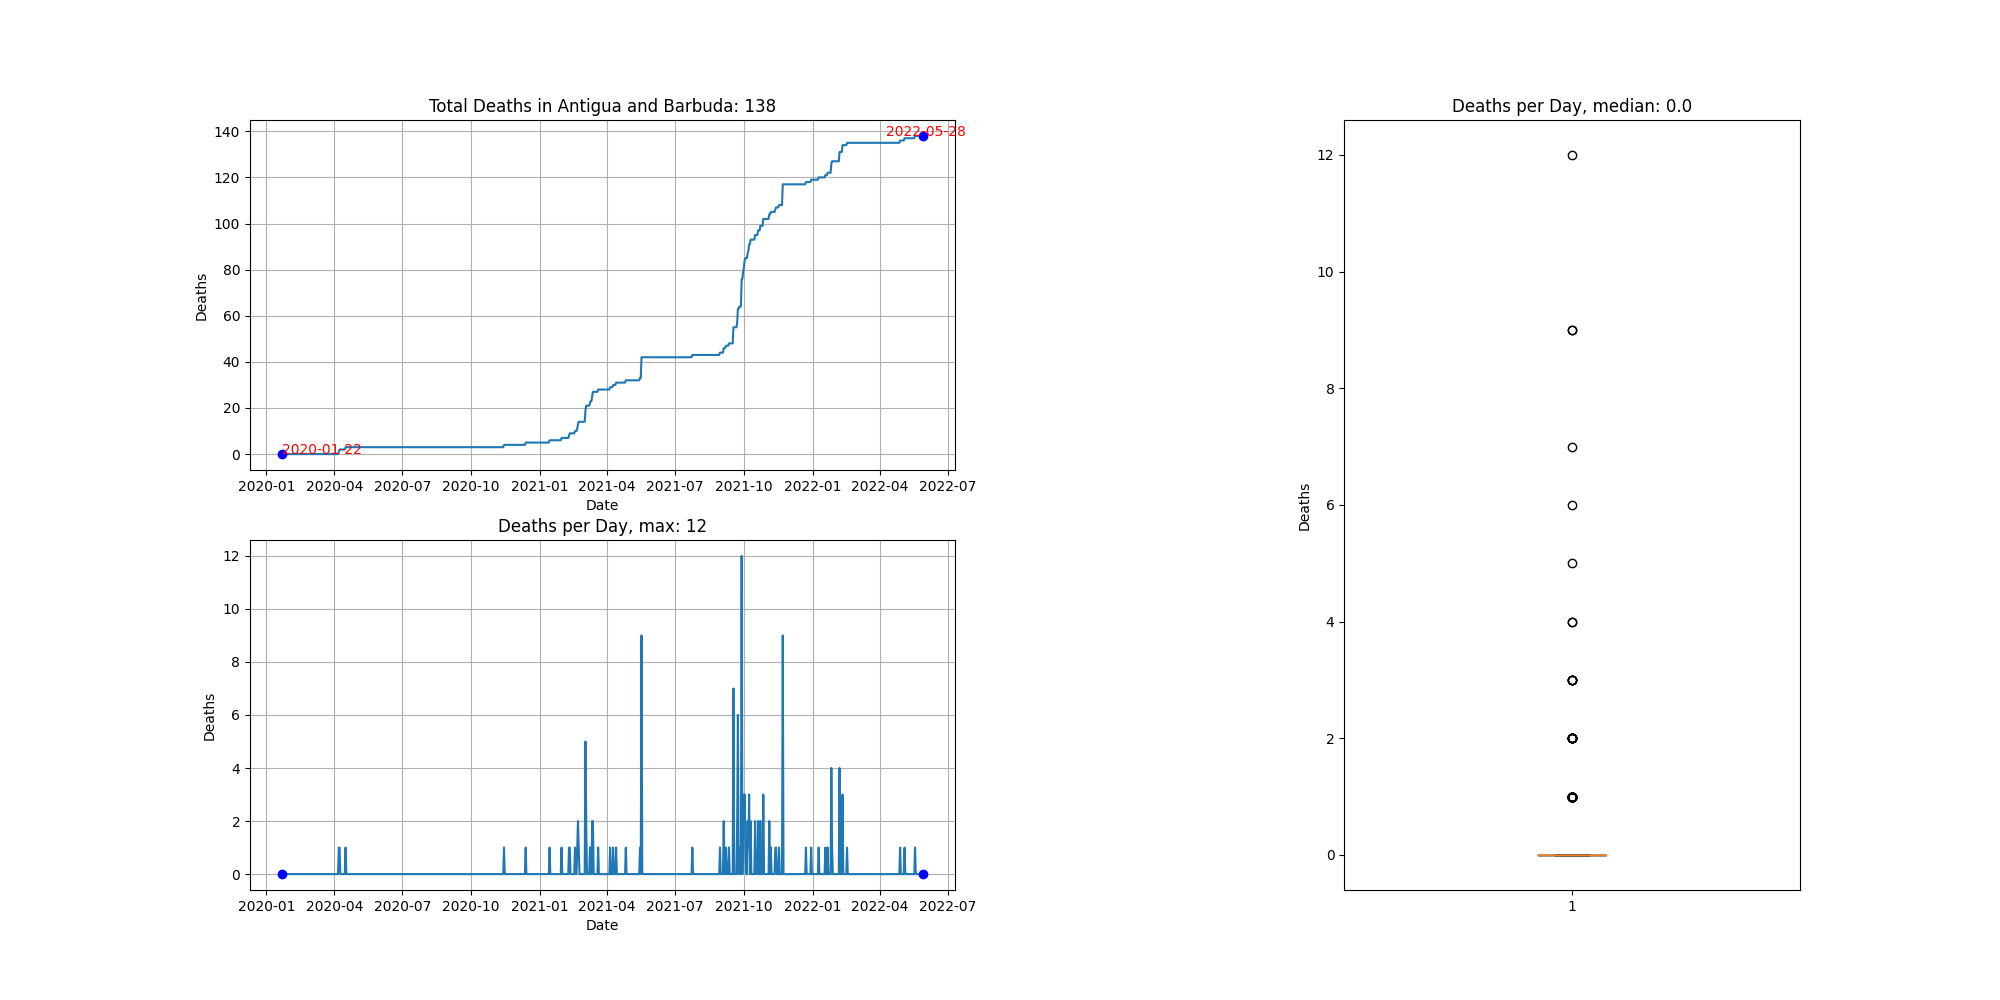 Total Deaths in Antigua and Barbuda: 138
Deaths
140
120
100
80
60
40
20
0
2020-01-22
2022-05-28
2020-01 2020-04 2020-07 2020-10 2021-01 2021-04 2021-07 2021-10 2022-01 2022-04 2022-07
Date
Deaths per Day, max: 12
Deaths
12
10
8
6
4
2
0
2020-01 2020-04 2020-07 2020-10 2021-01 2021-04 2021-07 2021-10 2022-01 2022-04 2022-07
Date
Deaths per Day, median: 0.0
Deaths
12
10
8
6
4
2
0
1